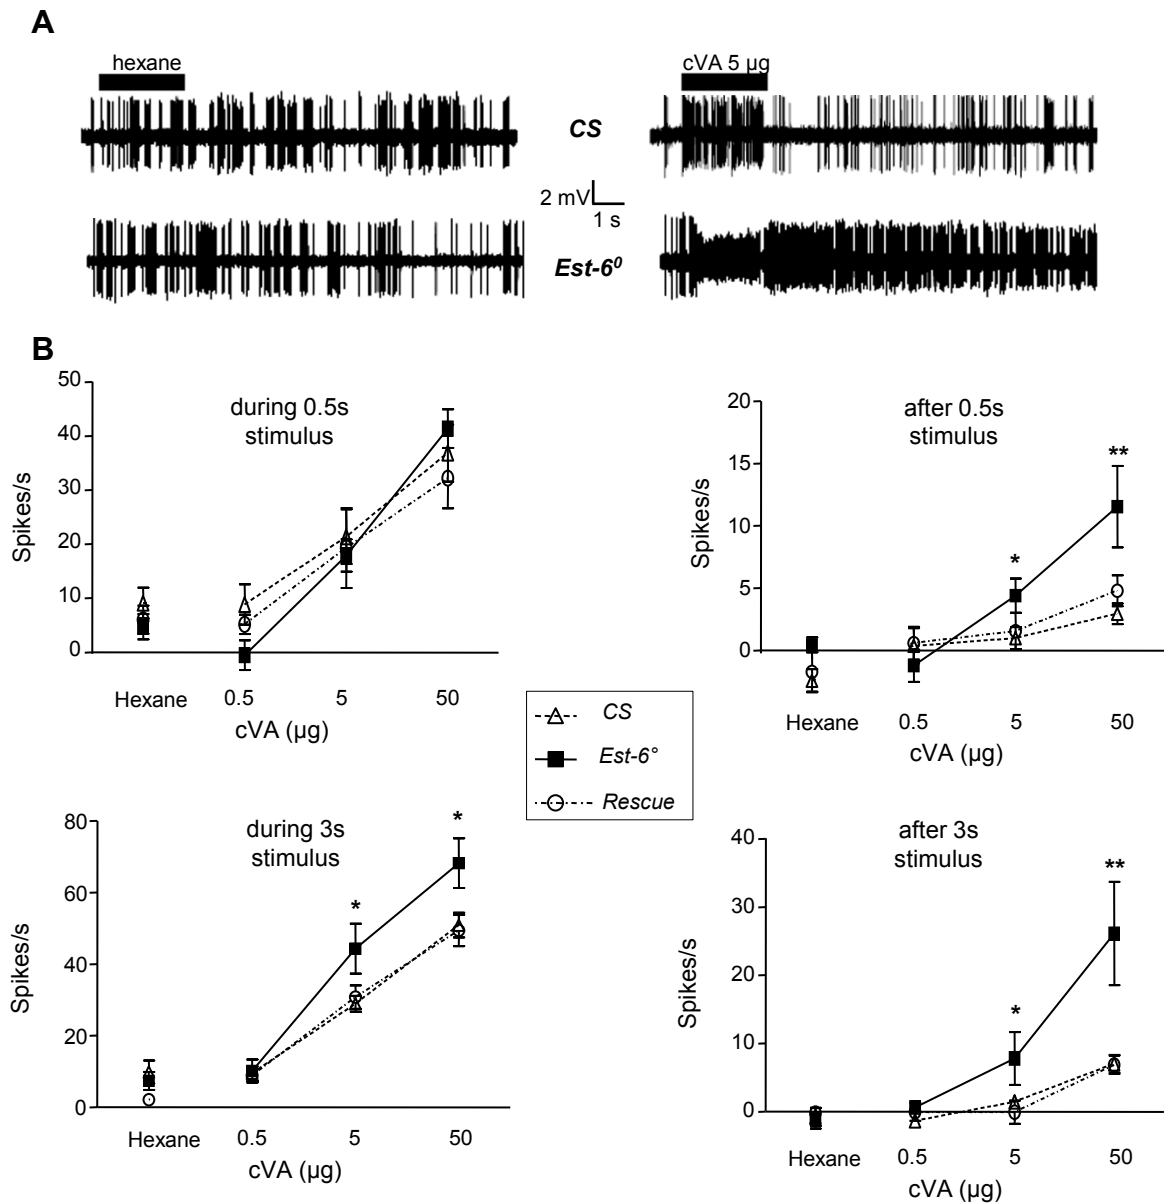 A
hexane
cVA 5 µg
CS
2 mV
1 s
Est-6⁰
B
50
40
30
20
10
0
Spikes/s
during 0.5s
stimulus
Hexane
0.5
5
50
cVA (µg)
20
15
10
5
0
Spikes/s
after 0.5s
stimulus
*
**
Hexane
0.5
5
50
cVA (µg)
CS
Est-6°
Rescue
80
60
40
20
0
Spikes/s
during 3s
stimulus
*
*
Hexane
0.5
5
50
cVA (µg)
40
30
20
10
0
Spikes/s
after 3s
stimulus
*
**
Hexane
0.5
5
50
cVA (µg)